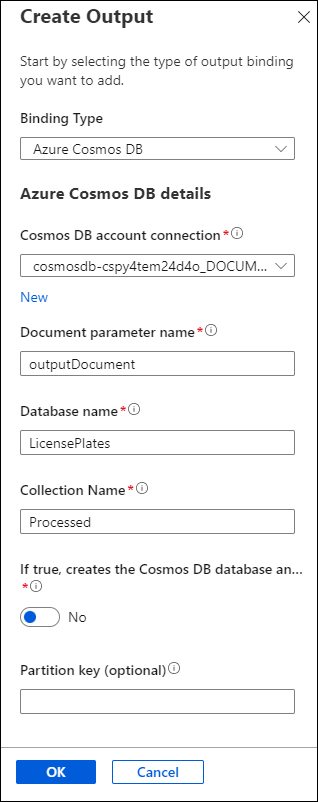 Create Output
Start by selecting the type of output binding
you want to add.
Binding Type
Azure Cosmos DB
Azure Cosmos DB details
Cosmos DB account connection*
cosmosdb-cspy4tem24d4o_DOCUM...
New
Document parameter name*
outputDocument
Database name*
LicensePlates
Collection Name*
Processed
If true, creates the Cosmos DB database an...
*
No
Partition key (optional)
OK
Cancel